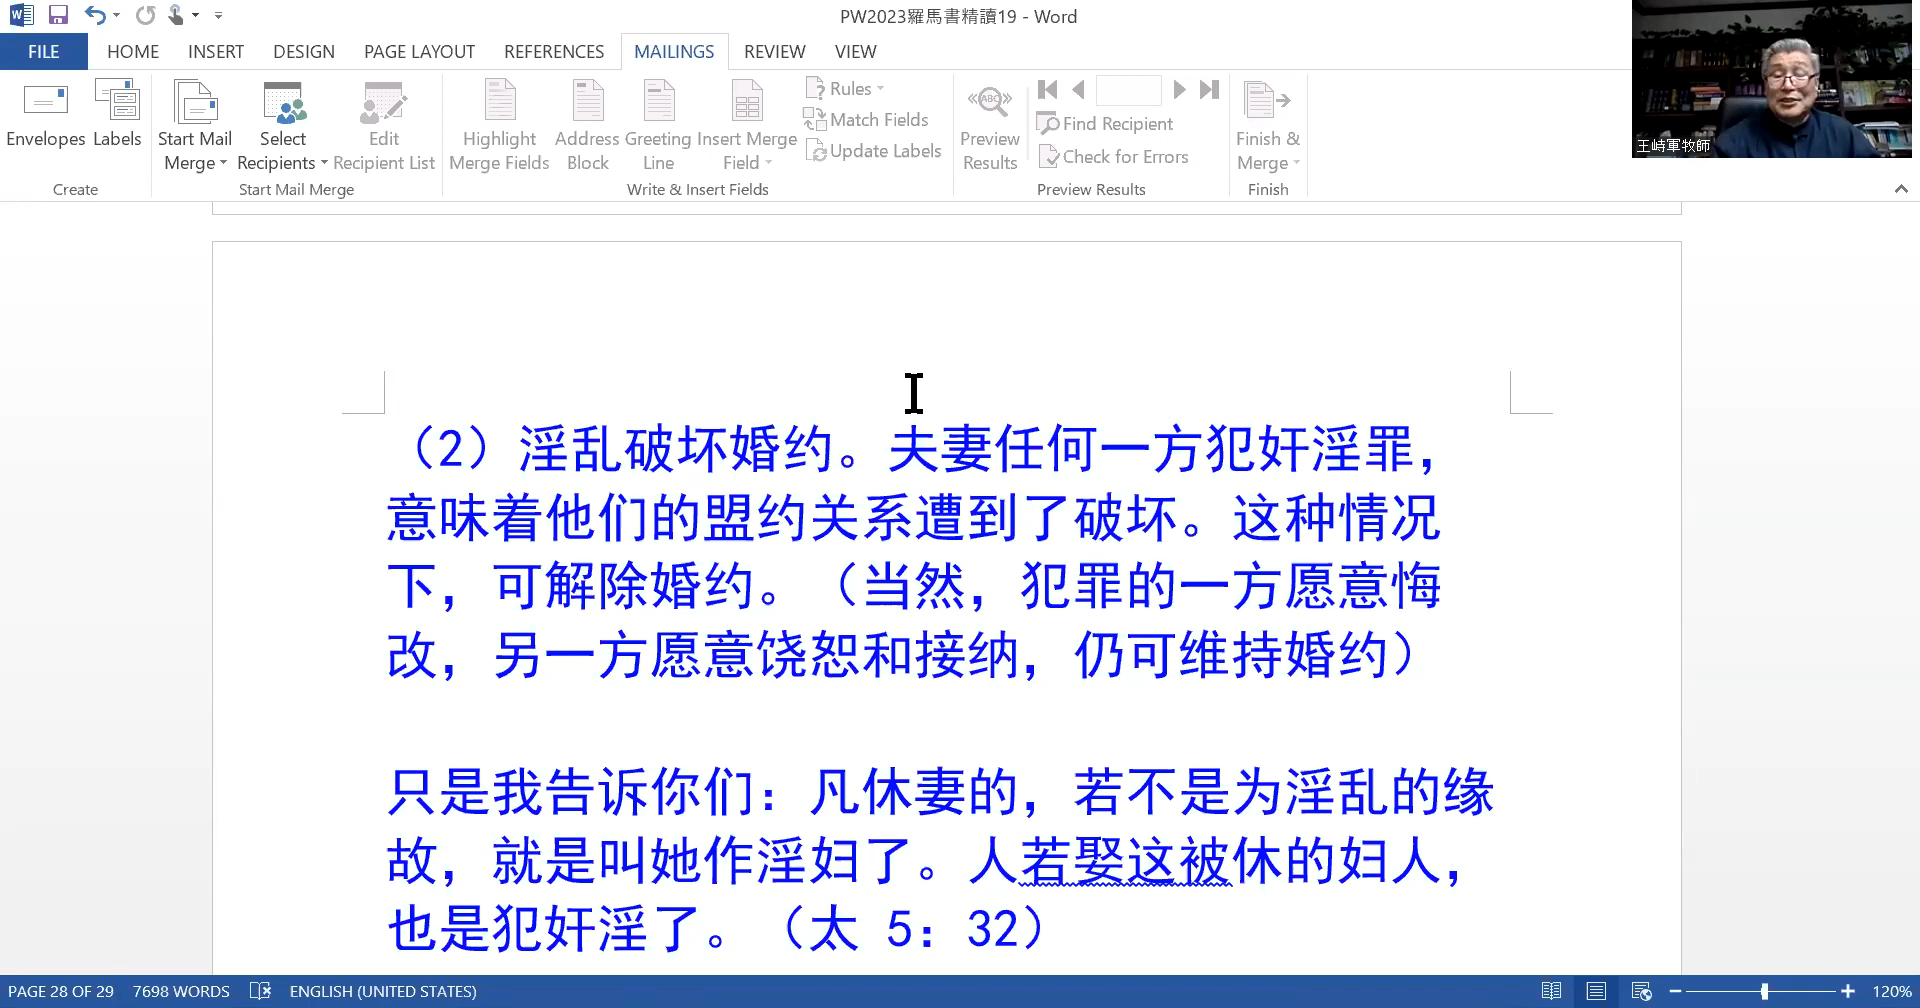 PW2023羅馬書精讀19 - Word
FILE
HOME
INSERT
DESIGN
PAGE LAYOUT
REFERENCES
MAILINGS
REVIEW
VIEW
Envelopes
Labels
Create
Start Mail
Merge
Select
Recipients
Edit
Recipient List
Start Mail Merge
Highlight
Merge Fields
Address
Block
Greeting
Line
Insert Merge
Field
Rules
Match Fields
Update Labels
Write & Insert Fields
ABC
Preview
Results
Find Recipient
Check for Errors
Preview Results
Finish &
Merge
Finish
王峙軍牧師
（2）淫乱破坏婚约。夫妻任何一方犯奸淫罪，
意味着他们的盟约关系遭到了破坏。这种情况
下，可解除婚约。（当然，犯罪的一方愿意悔
改，另一方愿意饶恕和接纳，仍可维持婚约）
只是我告诉你们：凡休妻的，若不是为淫乱的缘
故，就是叫她作淫妇了。人若娶这被休的妇人，
也是犯奸淫了。（太 5：32）
PAGE 28 OF 29
7698 WORDS
ENGLISH (UNITED STATES)
120%